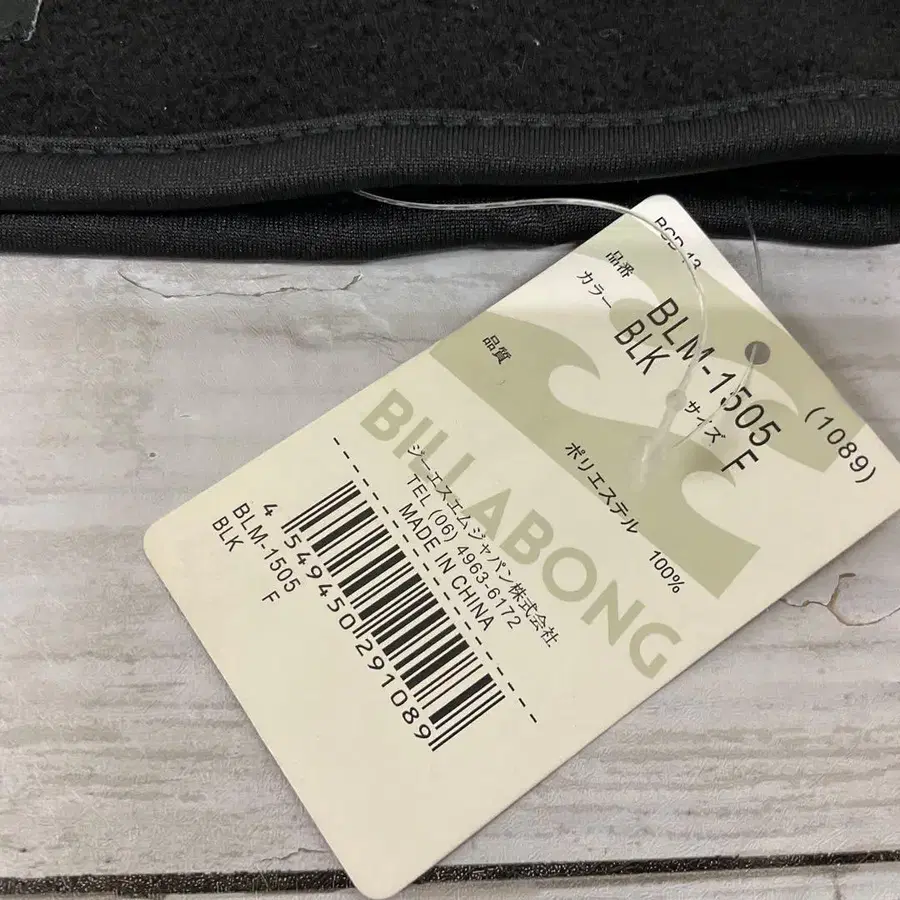 品番 BLM-1505 (1089)
カラー BLK サイズ F
品質 ポリエステル 100%
BILLABONG
ジーエスエムジャパン株式会社
TEL (06) 4963-6172
MADE IN CHINA
4 549450 291089
BLM-1505
BLK F